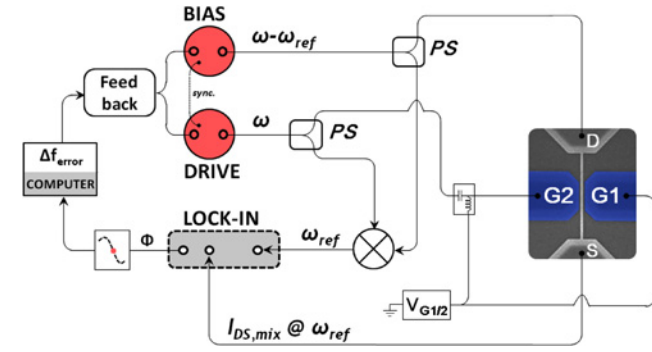 BIAS
ω-ω_ref
PS
Feed
back
sync.
ω
PS
DRIVE
D
Δf_error
COMPUTER
G2 G1
LOCK-IN
Φ
ω_ref
S
V_G1/2
I_DS,mix @ ω_ref